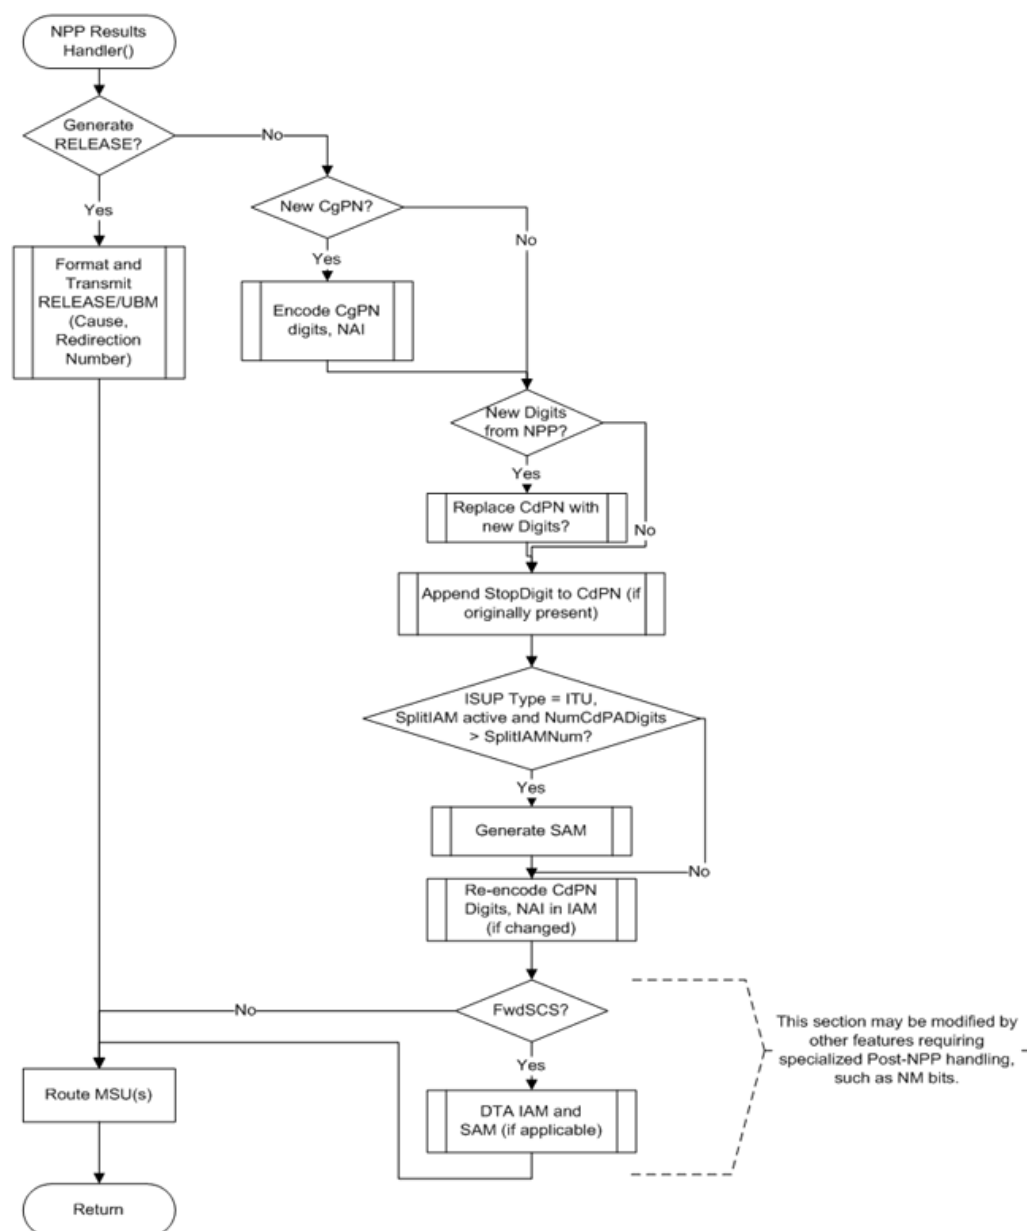 NPP Results
Handler()
Generate
RELEASE?
No
New CgPN?
No
Yes
Yes
Format and
Transmit
RELEASE/UBM
(Cause,
Redirection
Number)
Encode CgPN
digits, NAI
New Digits
from NPP?
Yes
Replace CdPN with
new Digits?
No
Append StopDigit to CdPN (if
originally present)
ISUP Type = ITU,
SplitIAM active and NumCdPADigits
> SplitIAMNum?
Yes
Generate SAM
No
Re-encode CdPN
Digits, NAI in IAM
(if changed)
No
FwdSCS?
This section may be modified by
other features requiring
specialized Post-NPP handling,
such as NM bits.
Yes
Route MSU(s)
DTA IAM and
SAM (if applicable)
Return